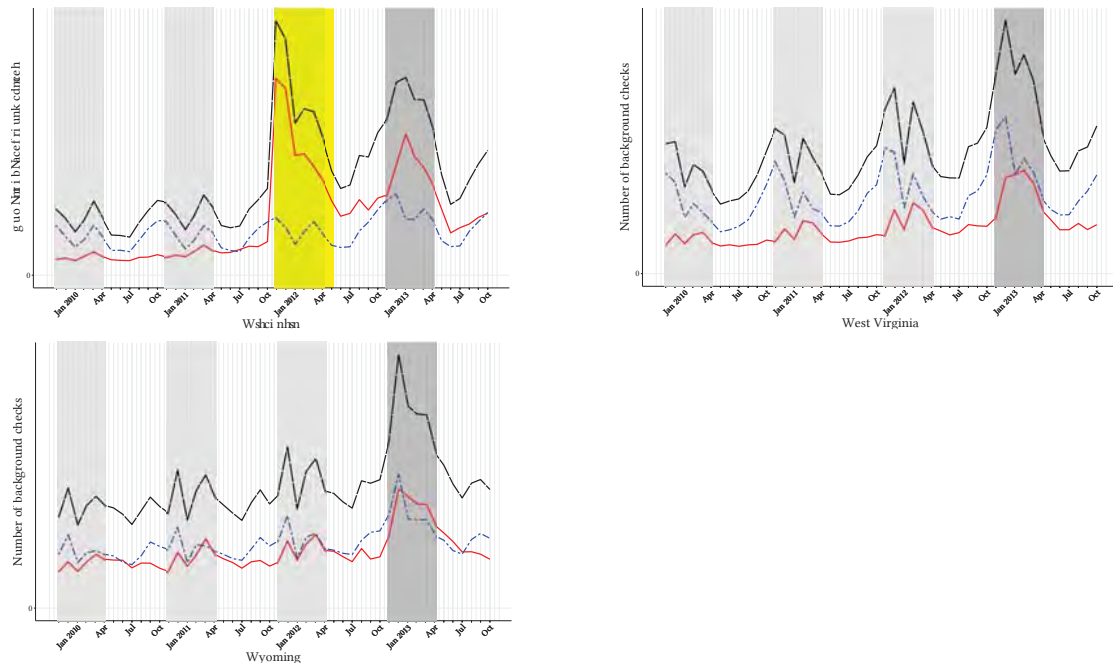 0
Jan 2010 Apr Jul Oct Jan 2011 Apr Jul Oct Jan 2012 Apr Jul Oct Jan 2013 Apr Jul Oct
Wshci nhsn
Number of background checks
0
Jan 2010 Apr Jul Oct Jan 2011 Apr Jul Oct Jan 2012 Apr Jul Oct Jan 2013 Apr Jul Oct
West Virginia
Number of background checks
0
Jan 2010 Apr Jul Oct Jan 2011 Apr Jul Oct Jan 2012 Apr Jul Oct Jan 2013 Apr Jul Oct
Wyoming